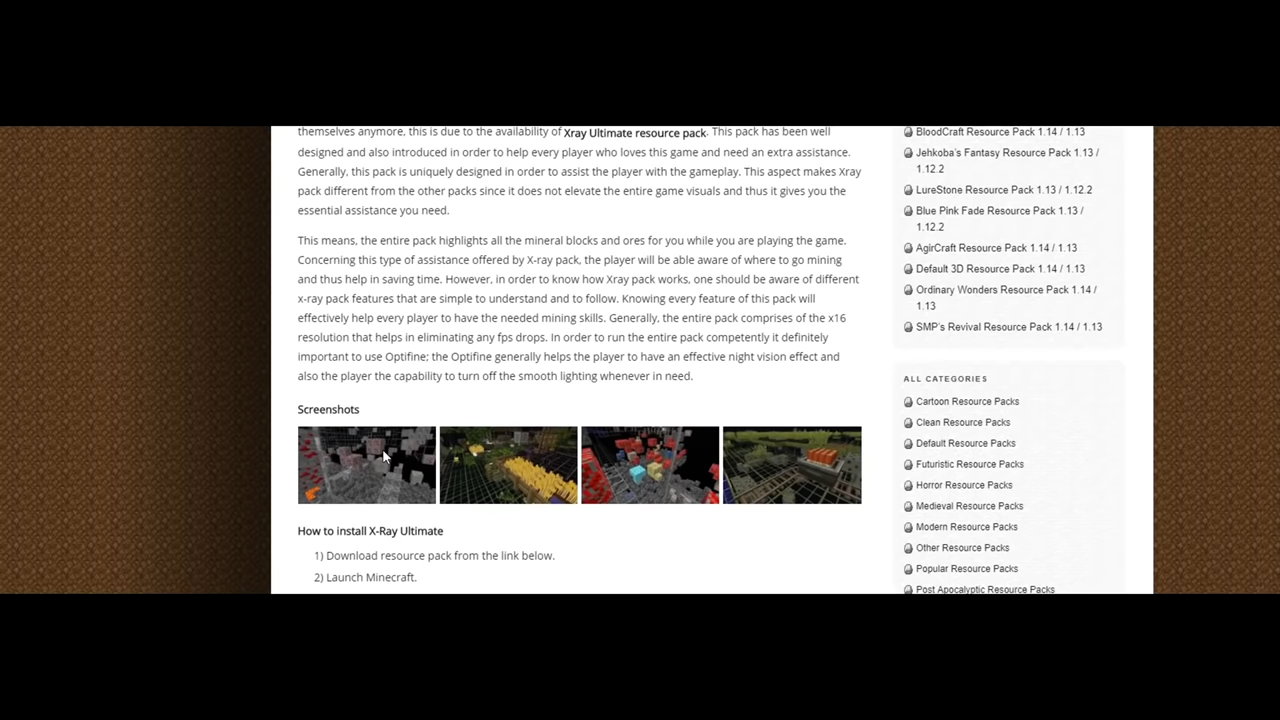 themselves anymore, this is due to the availability of Xray Ultimate resource pack. This pack has been well
designed and also introduced in order to help every player who loves this game and need an extra assistance.
Generally, this pack is uniquely designed in order to assist the player with the gameplay. This aspect makes Xray
pack different from the other packs since it does not elevate the entire game visuals and thus it gives you the
essential assistance you need.
This means, the entire pack highlights all the mineral blocks and ores for you while you are playing the game.
Concerning this type of assistance offered by X-ray pack, the player will be able aware of where to go mining
and thus help in saving time. However, in order to know how Xray pack works, one should be aware of different
x-ray pack features that are simple to understand and to follow. Knowing every feature of this pack will
effectively help every player to have the needed mining skills. Generally, the entire pack comprises of the x16
resolution that helps in eliminating any fps drops. In order to run the entire pack competently it definitely
important to use Optifine; the Optifine generally helps the player to have an effective night vision effect and
also the player the capability to turn off the smooth lighting whenever in need.
Screenshots
How to install X-Ray Ultimate
1) Download resource pack from the link below.
2) Launch Minecraft.
BloodCraft Resource Pack 1.14 / 1.13
Jehkoba's Fantasy Resource Pack 1.13 /
1.12.2
LureStone Resource Pack 1.13 / 1.12.2
Blue Pink Fade Resource Pack 1.13 /
1.12.2
AgirCraft Resource Pack 1.14 / 1.13
Default 3D Resource Pack 1.14 / 1.13
Ordinary Wonders Resource Pack 1.14 /
1.13
SMP's Revival Resource Pack 1.14 / 1.13
ALL CATEGORIES
Cartoon Resource Packs
Clean Resource Packs
Default Resource Packs
Futuristic Resource Packs
Horror Resource Packs
Medieval Resource Packs
Modern Resource Packs
Other Resource Packs
Popular Resource Packs
Post Apocalyptic Resource Packs